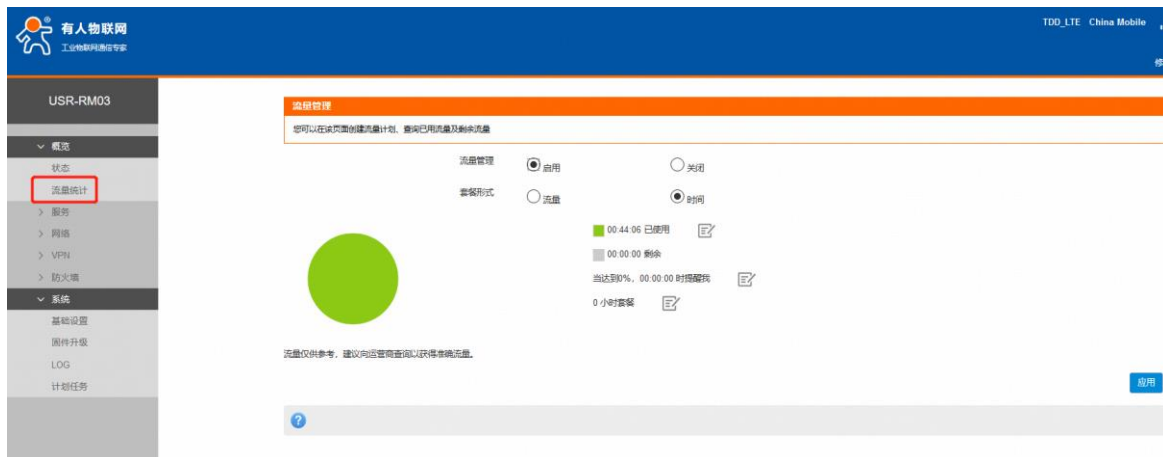 有人物联网
工业物联网通信专家
TDD_LTE China Mobile
修
USR-RM03
概览
状态
流量统计
服务
网络
VPN
防火墙
系统
基础设置
固件升级
LOG
计划任务
流量管理
您可以在该页面创建流量计划、查询已用流量及剩余流量
流量管理 启用 关闭
套餐形式 流量 时间
00:44:06 已使用
00:00:00 剩余
当达到0%，00:00:00 时提醒我
0 小时套餐
流量仅供参考，建议向运营商查询以获得准确流量。
应用